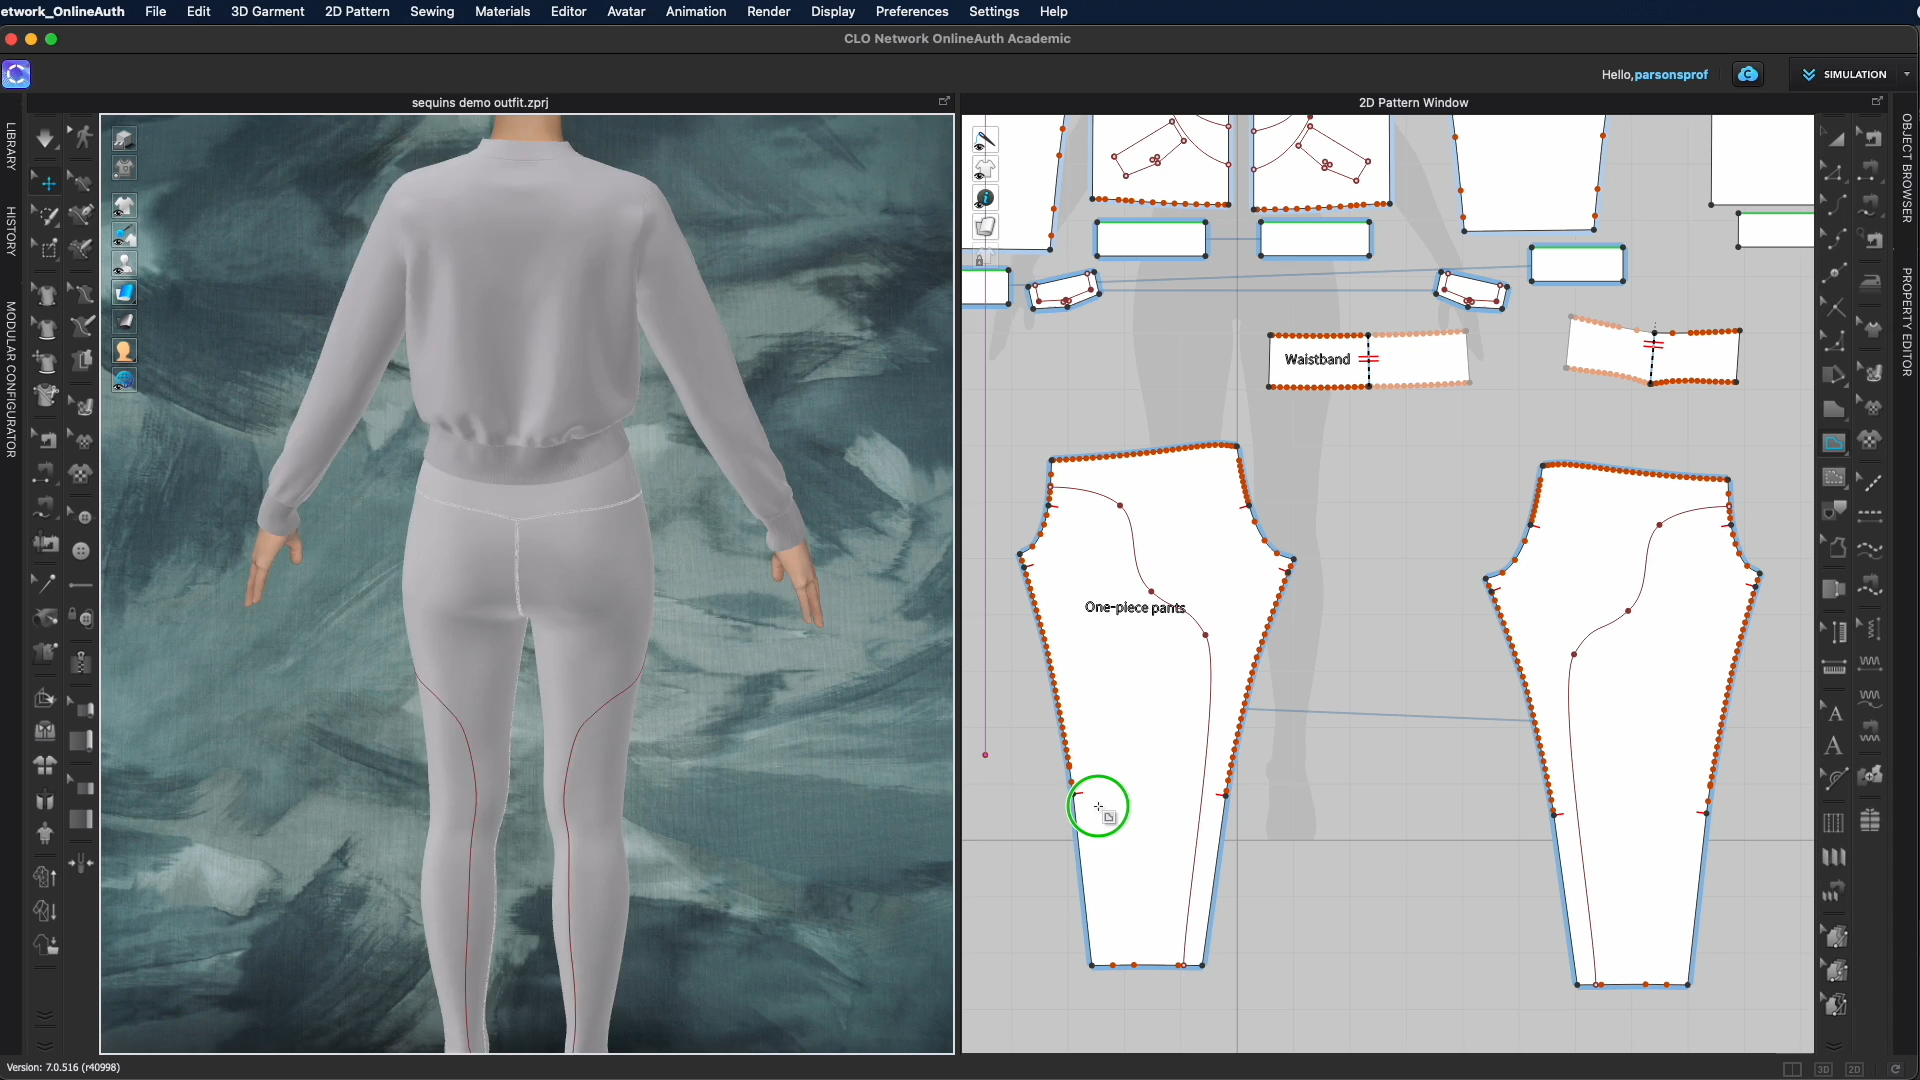 etwork_OnlineAuth File Edit 3D Garment 2D Pattern Sewing Materials Editor Avatar Animation Render Display Preferences Settings Help
CLO Network OnlineAuth Academic
Hello,parsonsprof
SIMULATION
sequins demo outfit.zprj
2D Pattern Window
LIBRARY
HISTORY
MODULAR CONFIGURATOR
OBJECT BROWSER
PROPERTY EDITOR
Waistband
One-piece pants
Version: 7.0.516 (r40998)
3D
2D